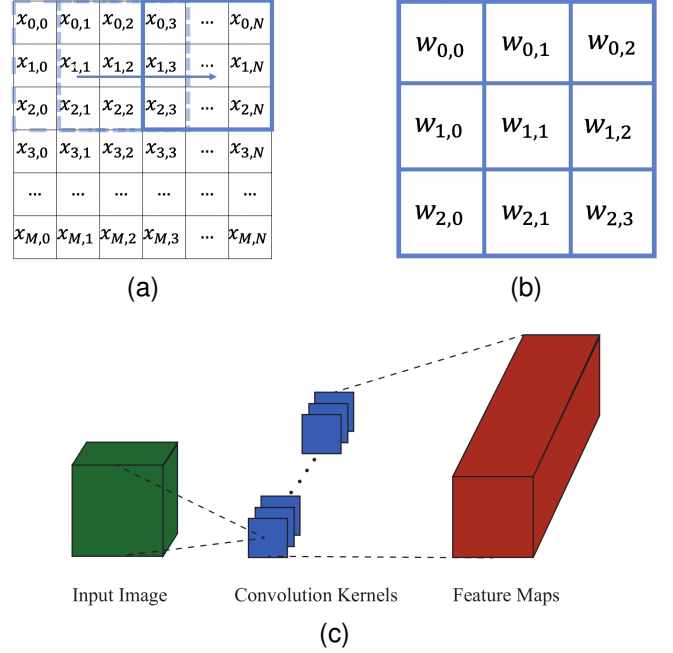 x0,0 x0,1 x0,2 x0,3 ... x0,N
x1,0 x1,1 x1,2 x1,3 ... x1,N
x2,0 x2,1 x2,2 x2,3 ... x2,N
x3,0 x3,1 x3,2 x3,3 ... x3,N
... ... ... ... ... ...
xM,0 xM,1 xM,2 xM,3 ... xM,N
(a)
w0,0 w0,1 w0,2
w1,0 w1,1 w1,2
w2,0 w2,1 w2,3
(b)
Input Image Convolution Kernels Feature Maps
(c)